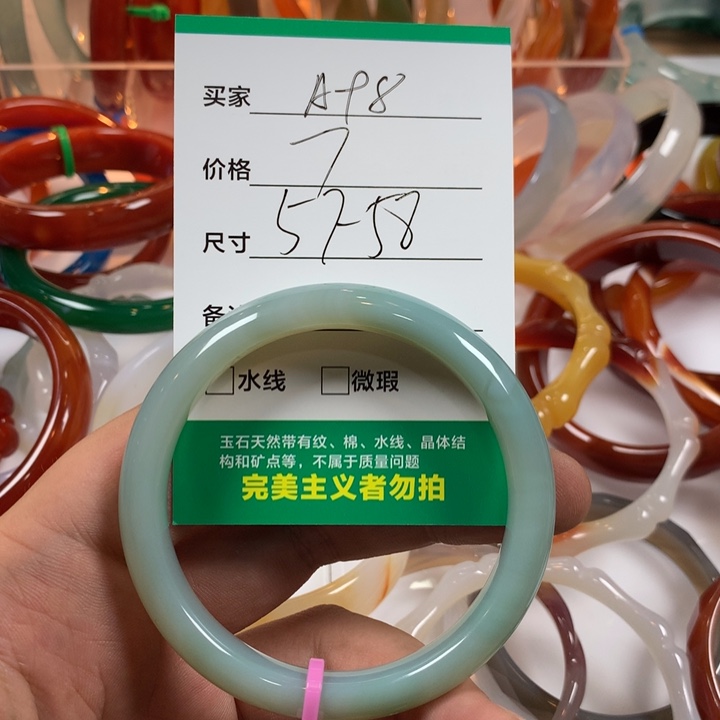 买家 A-98
价格 7
尺寸 57-58
备
水线 微瑕
玉石天然带有纹、棉、水线、晶体结
构和矿点等，不属于质量问题
完美主义者勿拍